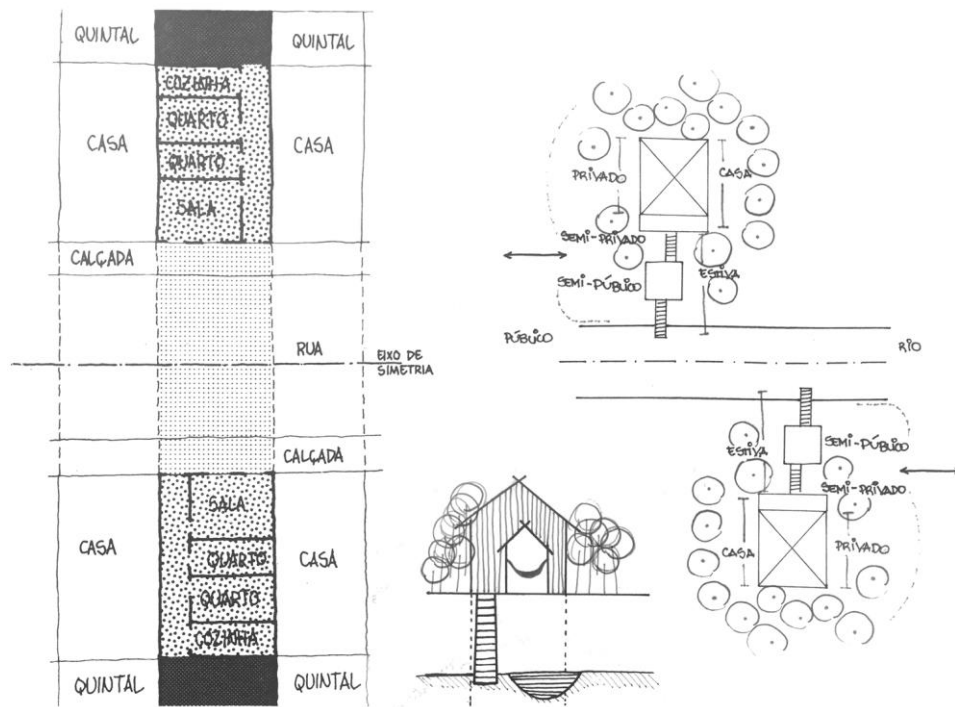 QUINTAL
QUINTAL
COZINHA
QUARTO
CASA
CASA
QUARTO
SALA
CALÇADA
RUA
EIXO DE
SIMETRIA
CALÇADA
SALA
CASA
QUARTO
CASA
QUARTO
COZINHA
QUINTAL
QUINTAL
PRIVADO
CASA
SEMI-PRIVADO
ESTIVA
SEMI-PÚBLICO
PÚBLICO
RIO
SEMI-PÚBLICO
ESTIVA
SEMI-PRIVADO
CASA
PRIVADO